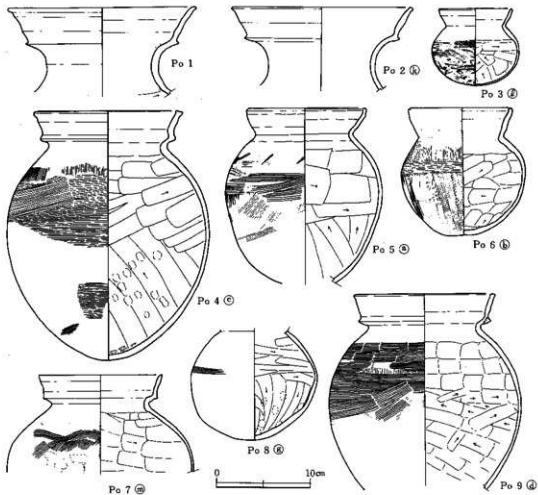 Po 1
Po 2 ⓚ
Po 3 ⓛ
Po 4 ⓒ
Po 5 ⓐ
Po 6 ⓑ
Po 7 ⓜ
Po 8 ⓖ
0 10cm
Po 9 ⓓ